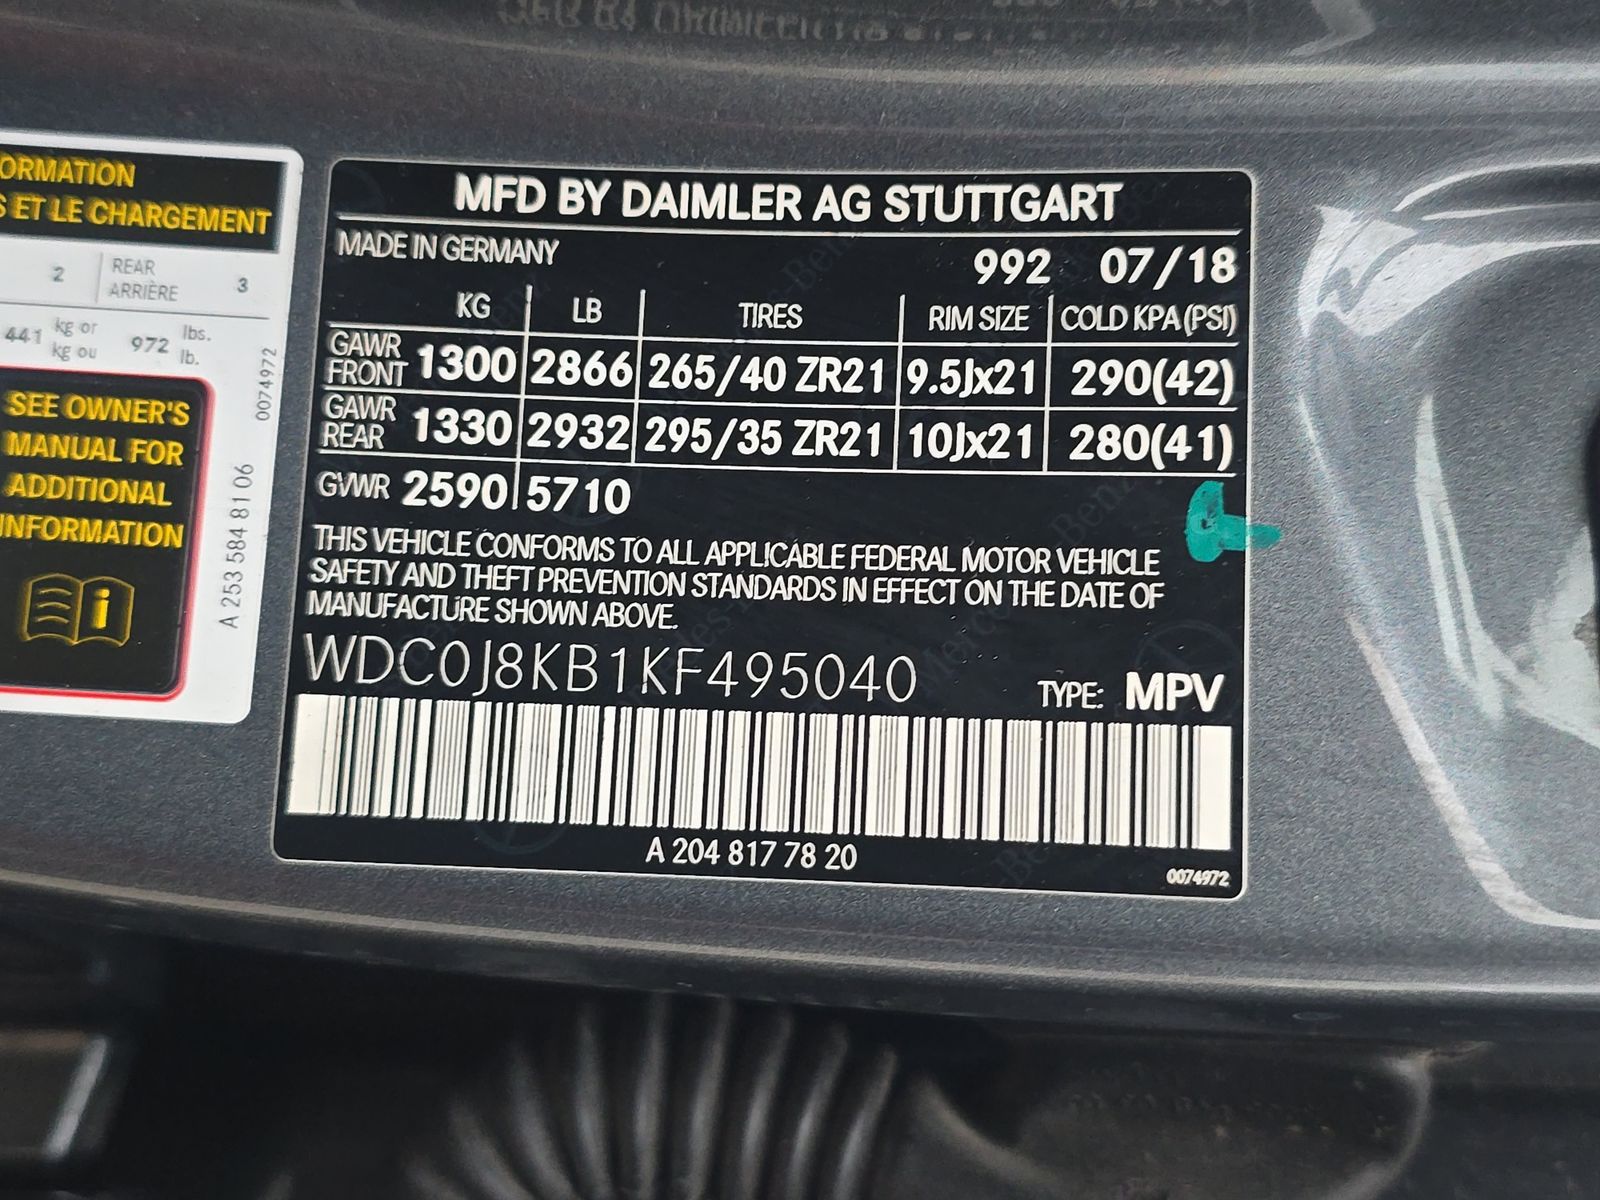 ORMATION
S ET LE CHARGEMENT
2 REAR ARRIÈRE 3
441 kg or kg ou 972 lbs. lb.
SEE OWNER'S
MANUAL FOR
ADDITIONAL
INFORMATION
i
A 253 584 81 06
0074972
MFD BY DAIMLER AG STUTTGART
MADE IN GERMANY
992 07/18
KG LB TIRES RIM SIZE COLD KPA(PSI)
GAWR FRONT 1300 2866 265/40 ZR21 9.5Jx21 290(42)
GAWR REAR 1330 2932 295/35 ZR21 10Jx21 280(41)
GVWR 2590 5710
THIS VEHICLE CONFORMS TO ALL APPLICABLE FEDERAL MOTOR VEHICLE
SAFETY AND THEFT PREVENTION STANDARDS IN EFFECT ON THE DATE OF
MANUFACTURE SHOWN ABOVE.
WDC0J8KB1KF495040
TYPE: MPV
A 204 817 78 20
0074972